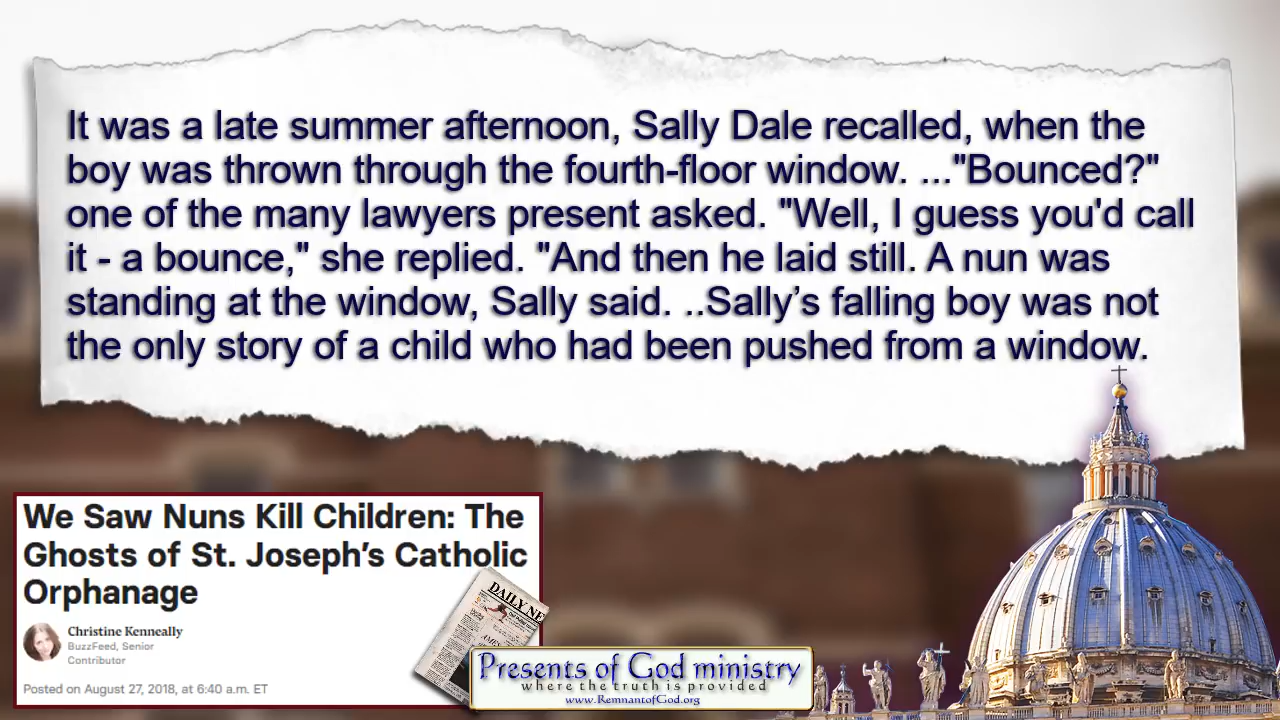 It was a late summer afternoon, Sally Dale recalled, when the
boy was thrown through the fourth-floor window. ..."Bounced?"
one of the many lawyers present asked. "Well, I guess you'd call
it - a bounce," she replied. "And then he laid still. A nun was
standing at the window, Sally said. ..Sally’s falling boy was not
the only story of a child who had been pushed from a window.
We Saw Nuns Kill Children: The
Ghosts of St. Joseph’s Catholic
Orphanage
Christine Kenneally
BuzzFeed, Senior
Contributor
Posted on August 27, 2018, at 6:40 a.m. ET
DAILY NE
Presents of God ministry
where the truth is provided
www.RemnantofGod.org